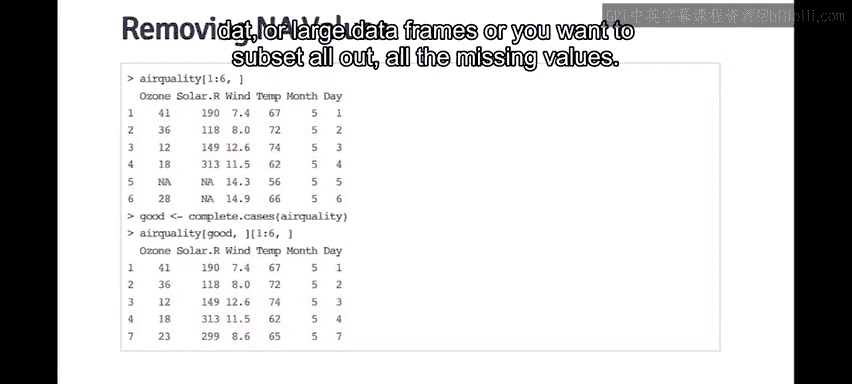 Removing NA Values
dat, or large data frames or you want to
subset all out, all the missing values.
> airquality[1:6, ]
Ozone Solar.R Wind Temp Month Day
1 41 190 7.4 67 5 1
2 36 118 8.0 72 5 2
3 12 149 12.6 74 5 3
4 18 313 11.5 62 5 4
5 NA NA 14.3 56 5 5
6 28 NA 14.9 66 5 6
> good <- complete.cases(airquality)
> airquality[good, ][1:6, ]
Ozone Solar.R Wind Temp Month Day
1 41 190 7.4 67 5 1
2 36 118 8.0 72 5 2
3 12 149 12.6 74 5 3
4 18 313 11.5 62 5 4
7 23 299 8.6 65 5 7